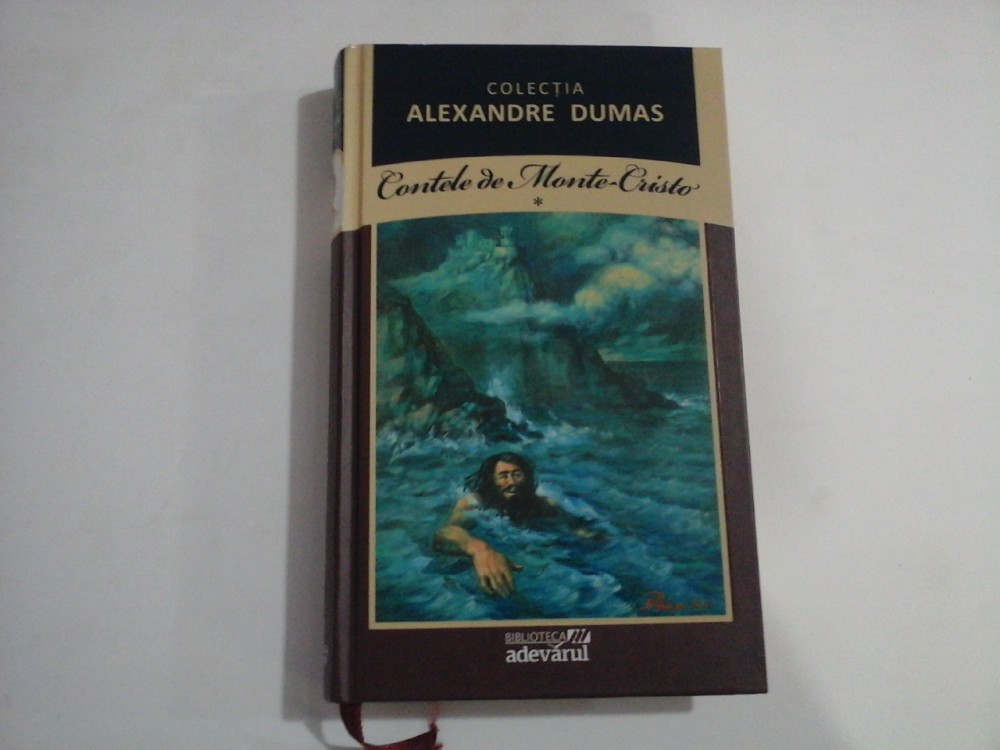 COLECȚIA
ALEXANDRE DUMAS
Contele de Monte-Cristo
*
BIBLIOTECA
adevărul